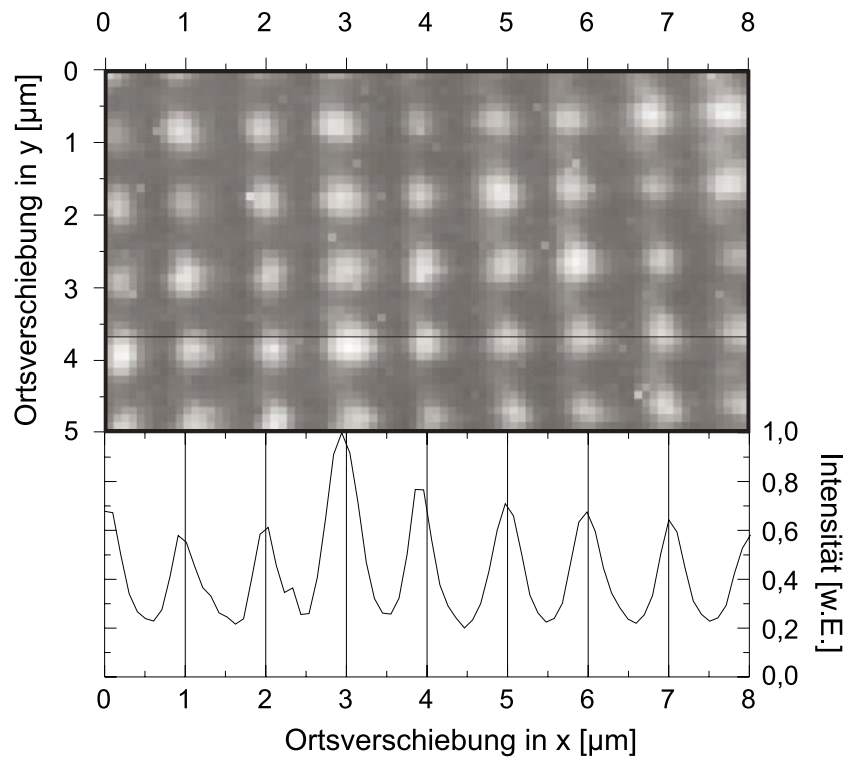 0 1 2 3 4 5 6 7 8
Ortsverschiebung in y [µm]
0
1
2
3
4
5
1,0
0,8
0,6
0,4
0,2
0,0
Intensität [w.E.]
0 1 2 3 4 5 6 7 8
Ortsverschiebung in x [µm]